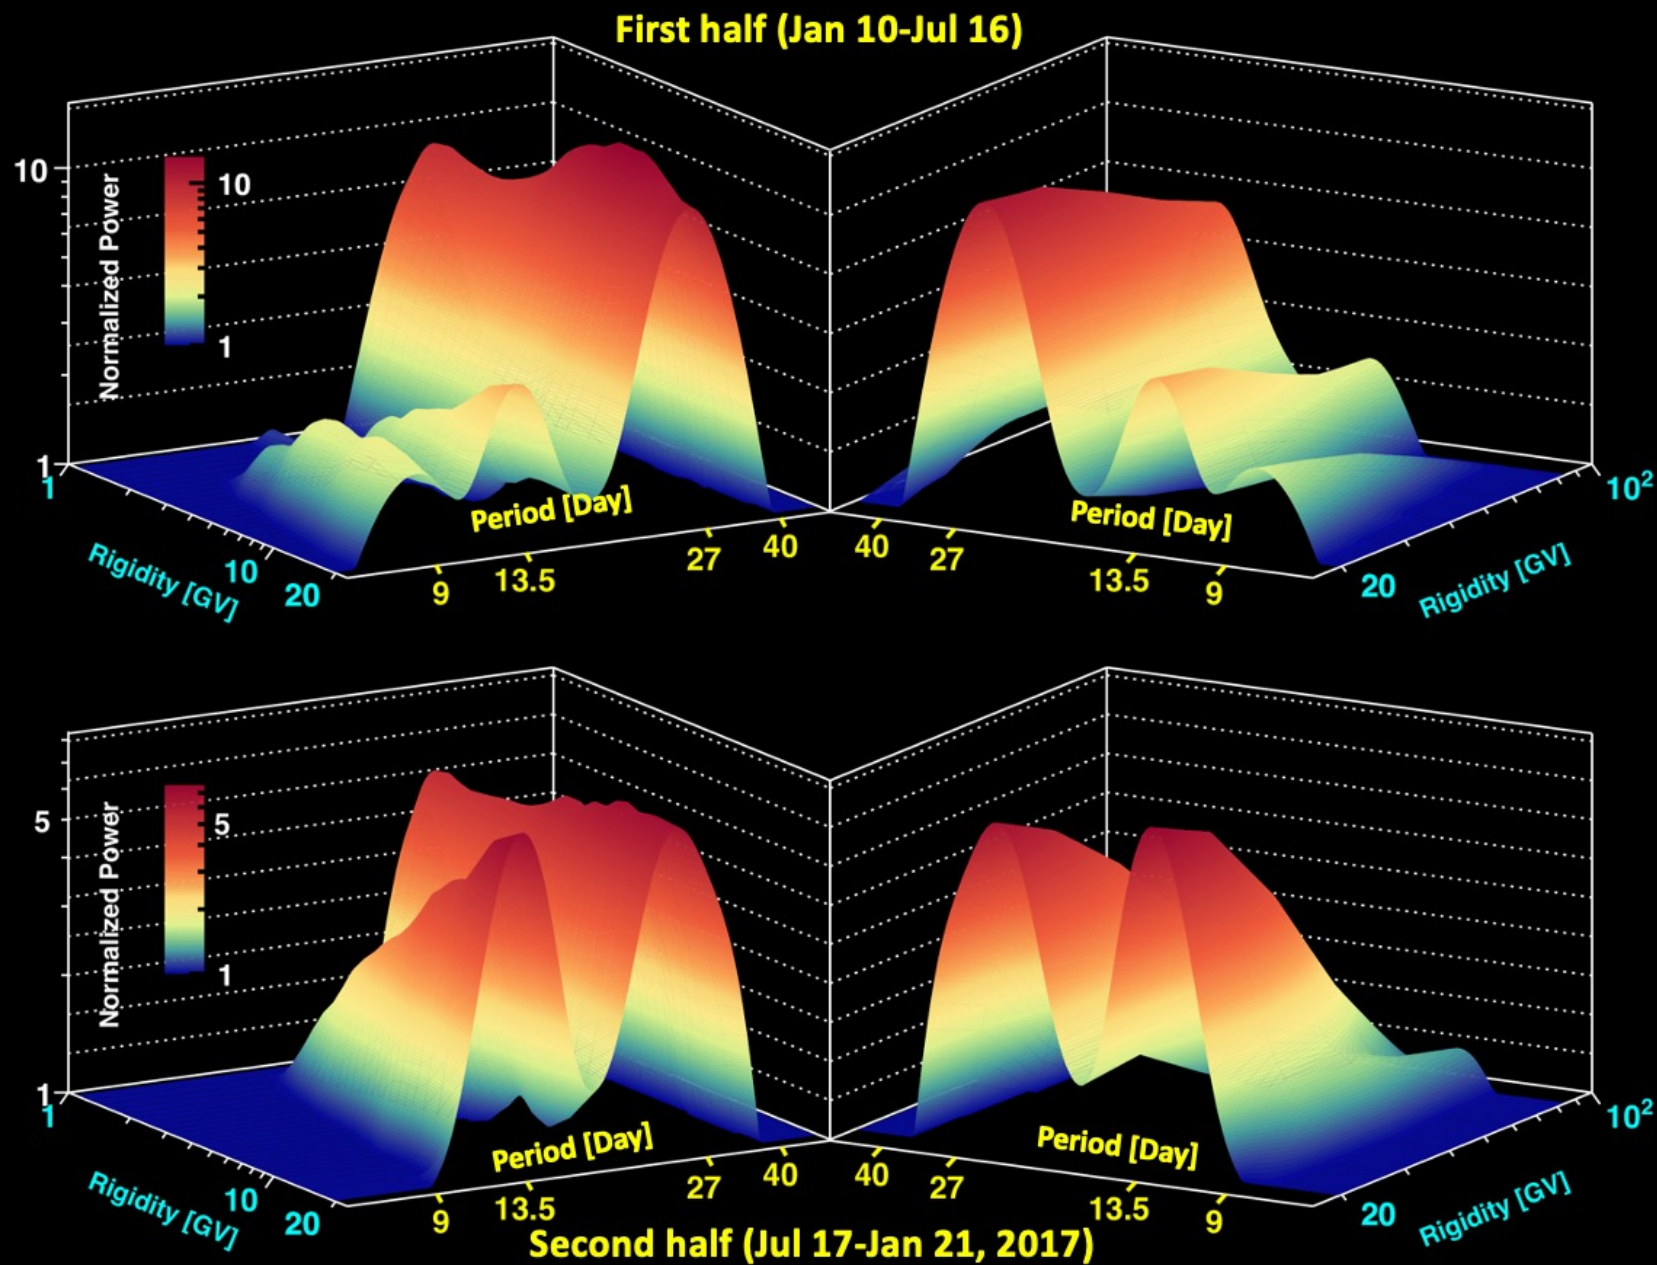 First half (Jan 10-Jul 16)
10
Normalized Power
10
1
1
1
Rigidity [GV]
10
20
Period [Day]
9
13.5
27
40
40
27
Period [Day]
13.5
9
20
Rigidity [GV]
10²
5
Normalized Power
5
1
1
1
Rigidity [GV]
10
20
Period [Day]
9
13.5
27
40
40
27
Period [Day]
13.5
9
20
Rigidity [GV]
10²
Second half (Jul 17-Jan 21, 2017)